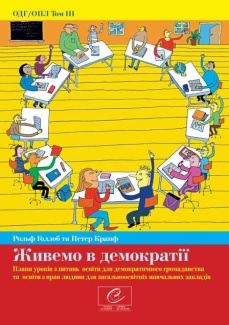 ОДГ/ОПЛ Том III
Рольф Голлоб та Петер Крапф
Живемо в демократії
Плани уроків з питань освіти для демократичного громадянства
та освіти з прав людини для загальноосвітніх навчальних закладів